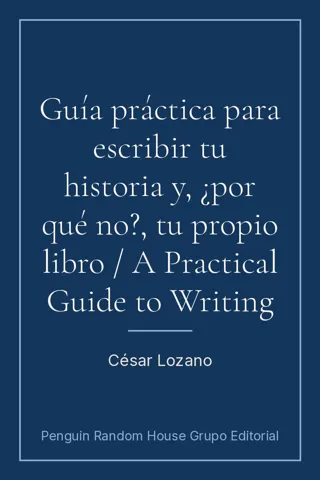 Guía práctica para
escribir tu
historia y, ¿por
qué no?, tu propio
libro / A Practical
Guide to Writing
César Lozano
Penguin Random House Grupo Editorial